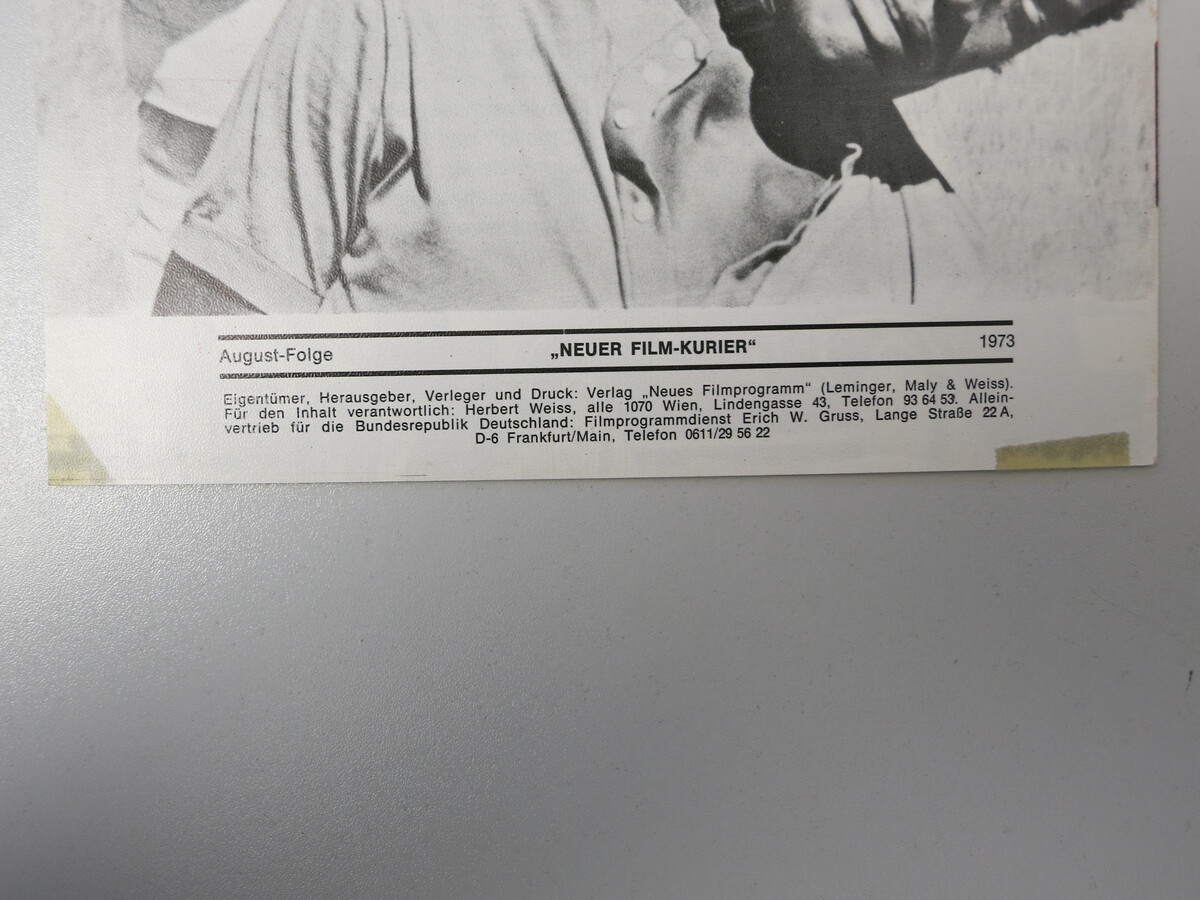 August-Folge „NEUER FILM-KURIER“ 1973
Eigentümer, Herausgeber, Verleger und Druck: Verlag „Neues Filmprogramm“ (Leminger, Maly & Weiss).
Für den Inhalt verantwortlich: Herbert Weiss, alle 1070 Wien, Lindengasse 43, Telefon 93 64 53. Allein-
vertrieb für die Bundesrepublik Deutschland: Filmprogrammdienst Erich W. Gruss, Lange Straße 22 A,
D-6 Frankfurt/Main, Telefon 0611/29 56 22